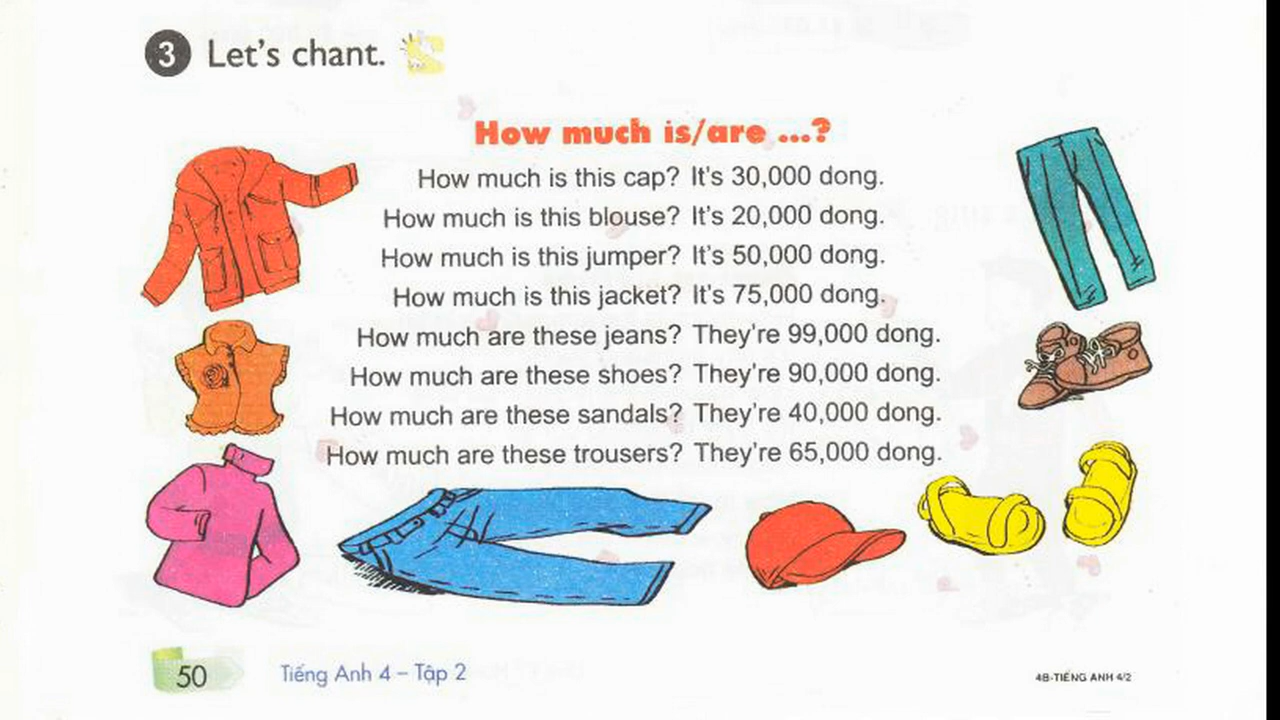 3 Let's chant.
How much is/are ...?
How much is this cap? It's 30,000 dong.
How much is this blouse? It's 20,000 dong.
How much is this jumper? It's 50,000 dong.
How much is this jacket? It's 75,000 dong.
How much are these jeans? They're 99,000 dong.
How much are these shoes? They're 90,000 dong.
How much are these sandals? They're 40,000 dong.
How much are these trousers? They're 65,000 dong.
50 Tiếng Anh 4 – Tập 2
4B-TIẾNG ANH 4/2